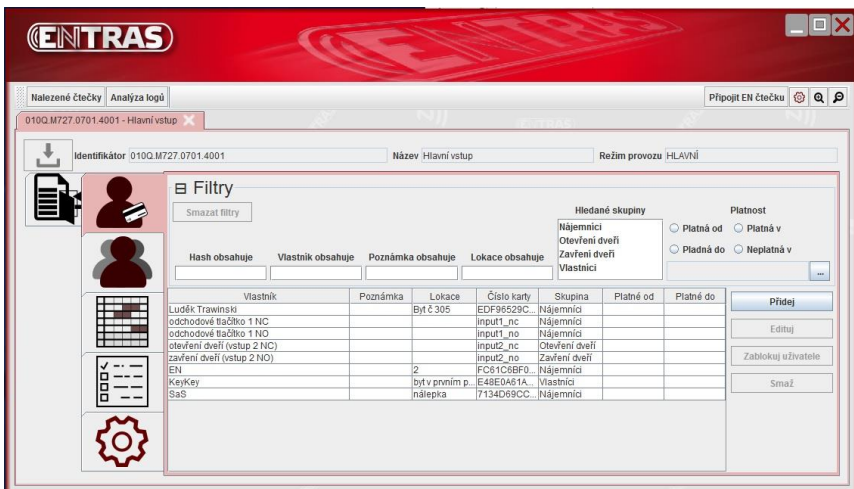 ENTRAS
Nalezené čtečky Analýza logů Připojit EN čtečku
010Q.M727.0701.4001 - Hlavní vstup
Identifikátor 010Q.M727.0701.4001 Název Hlavní vstup Režim provozu HLAVNÍ
Filtry
Smazat filtry Hledané skupiny Platnost
Nájemníci
Otevření dveří
Zavření dveří
Vlastníci
Platná od Platná v
Pladná do Neplatná v
Hash obsahuje Vlastník obsahuje Poznámka obsahuje Lokace obsahuje
...
Vlastník Poznámka Lokace Číslo karty Skupina Platné od Platné do
Luděk Trawinski Byt č 305 EDF96529C... Nájemníci
odchodové tlačítko 1 NC input1_nc Nájemníci
odchodové tlačítko 1 NO input1_no Nájemníci
otevření dveří (vstup 2 NC) input2_nc Otevření dveří
zavření dveří (vstup 2 NO) input2_no Zavření dveří
EN 2 FC61C6BF0... Nájemníci
KeyKey byt v prvním p... E48E0A61A... Vlastníci
SaS nálepka 7134D69CC... Nájemníci
Přidej
Edituj
Zablokuj uživatele
Smaž